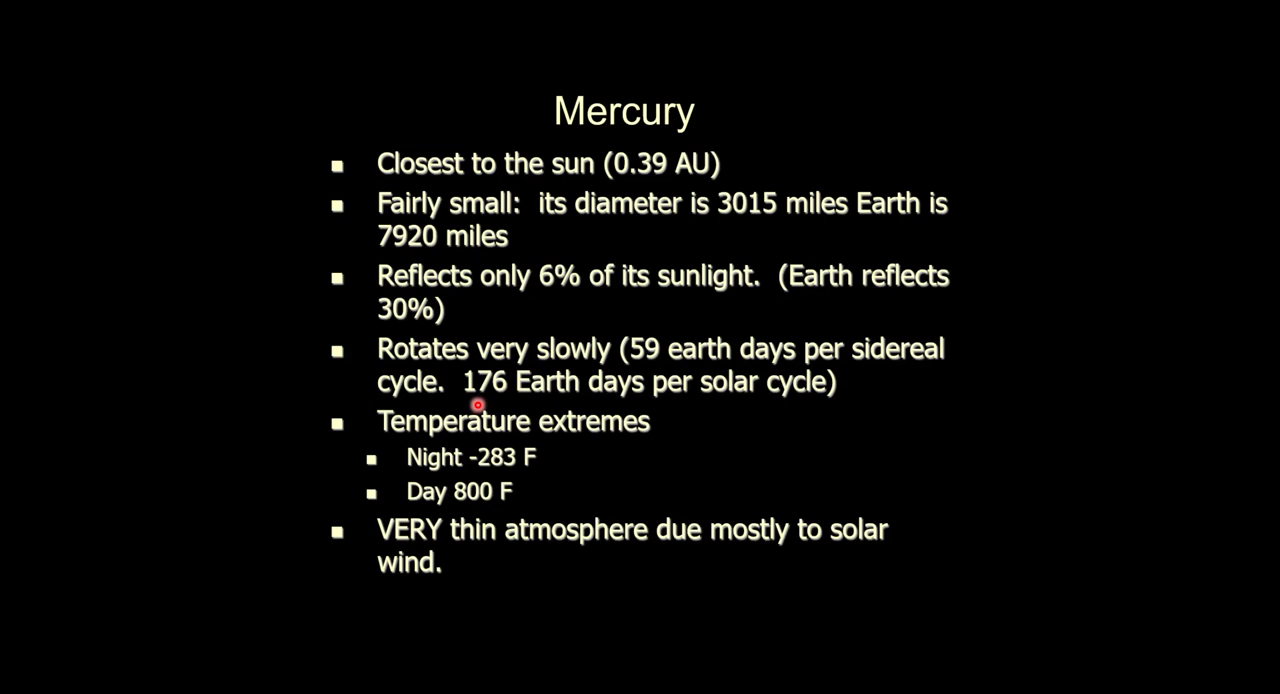 Mercury
Closest to the sun (0.39 AU)
Fairly small:  its diameter is 3015 miles Earth is
7920 miles
Reflects only 6% of its sunlight.  (Earth reflects
30%)
Rotates very slowly (59 earth days per sidereal
cycle.  176 Earth days per solar cycle)
Temperature extremes
Night -283 F
Day 800 F
VERY thin atmosphere due mostly to solar
wind.